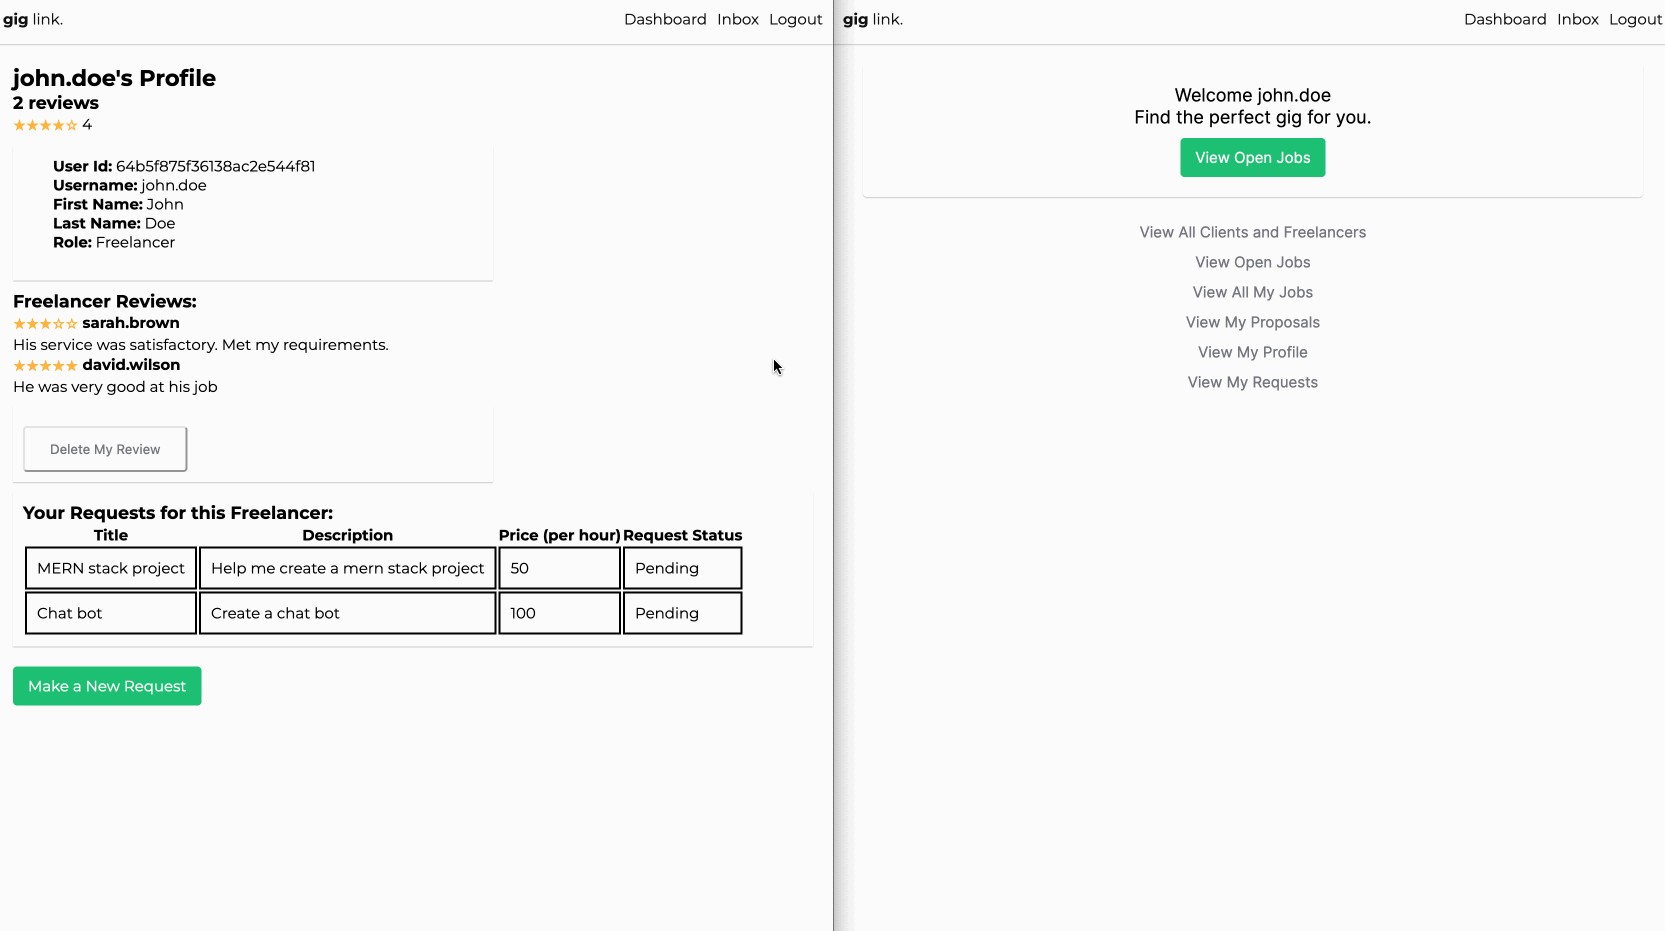 gig link.
Dashboard Inbox Logout
john.doe's Profile
2 reviews
★★★★☆ 4
User Id: 64b5f875f36138ac2e544f81
Username: john.doe
First Name: John
Last Name: Doe
Role: Freelancer
Freelancer Reviews:
★★★☆☆ sarah.brown
His service was satisfactory. Met my requirements.
★★★★★ david.wilson
He was very good at his job
Delete My Review
Your Requests for this Freelancer:
Title Description Price (per hour) Request Status
MERN stack project Help me create a mern stack project 50 Pending
Chat bot Create a chat bot 100 Pending
Make a New Request
gig link.
Dashboard Inbox Logout
Welcome john.doe
Find the perfect gig for you.
View Open Jobs
View All Clients and Freelancers
View Open Jobs
View All My Jobs
View My Proposals
View My Profile
View My Requests